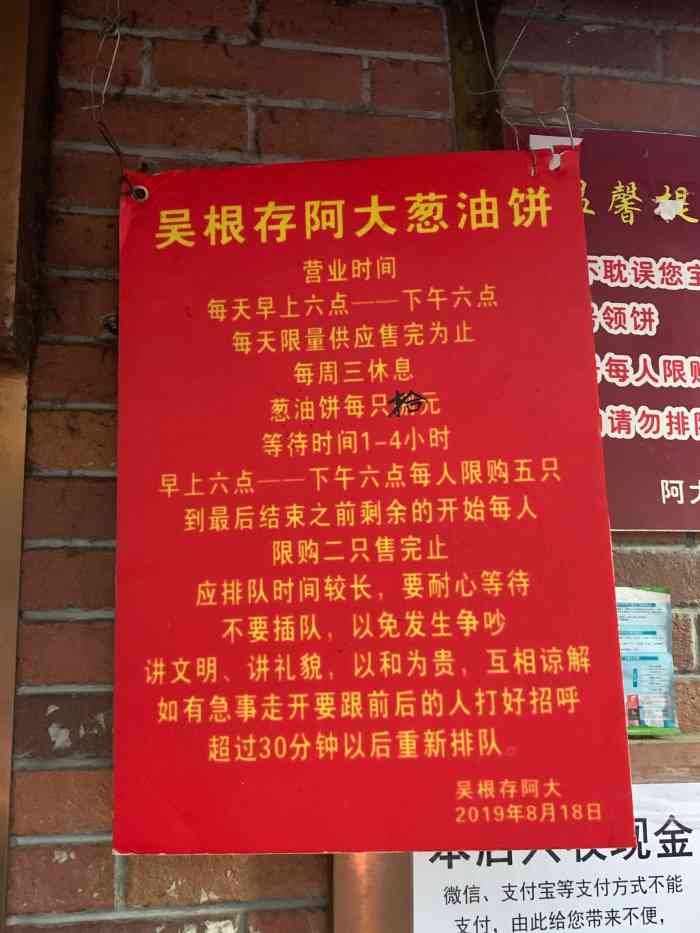 吴根存阿大葱油饼
营业时间
每天早上六点——下午六点
每天限量供应售完为止
每周三休息
葱油饼每只拾元
等待时间1-4小时
早上六点——下午六点每人限购五只
到最后结束之前剩余的开始每人
限购二只售完止
应排队时间较长，要耐心等待
不要插队，以免发生争吵
讲文明、讲礼貌，以和为贵，互相谅解
如有急事走开要跟前后的人打好招呼
超过30分钟以后重新排队。
吴根存阿大
2019年8月18日
馨提
不耽误您宝
领饼
每人限购
请勿排队
阿大
本店只收现金
微信、支付宝等支付方式不能
支付，由此给您带来不便，